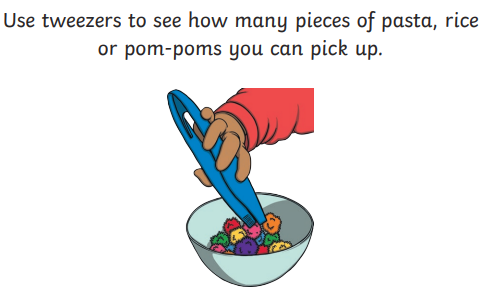 Use tweezers to see how many pieces of pasta, rice
or pom-poms you can pick up.